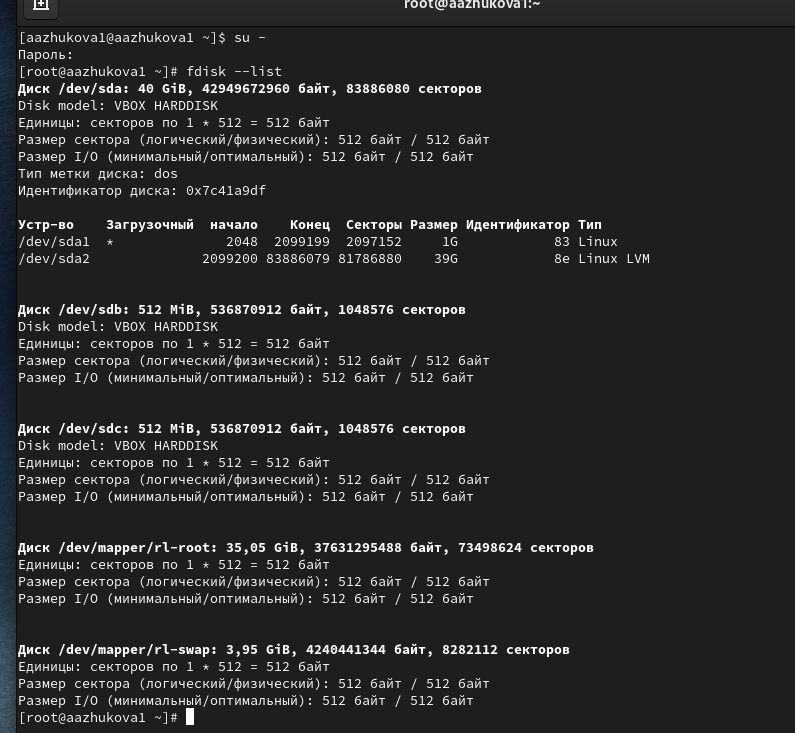 root@aazhukova1:~
[aazhukova1@aazhukova1 ~]$ su -
Пароль:
[root@aazhukova1 ~]# fdisk --list
Диск /dev/sda: 40 GiB, 42949672960 байт, 83886080 секторов
Disk model: VBOX HARDDISK
Единицы: секторов по 1 * 512 = 512 байт
Размер сектора (логический/физический): 512 байт / 512 байт
Размер I/O (минимальный/оптимальный): 512 байт / 512 байт
Тип метки диска: dos
Идентификатор диска: 0x7c41a9df
Устр-во    Загрузочный  начало    Конец  Секторы Размер Идентификатор Тип
/dev/sda1  *              2048  2099199  2097152     1G            83 Linux
/dev/sda2              2099200 83886079 81786880    39G            8e Linux LVM
Диск /dev/sdb: 512 MiB, 536870912 байт, 1048576 секторов
Disk model: VBOX HARDDISK
Единицы: секторов по 1 * 512 = 512 байт
Размер сектора (логический/физический): 512 байт / 512 байт
Размер I/O (минимальный/оптимальный): 512 байт / 512 байт
Диск /dev/sdc: 512 MiB, 536870912 байт, 1048576 секторов
Disk model: VBOX HARDDISK
Единицы: секторов по 1 * 512 = 512 байт
Размер сектора (логический/физический): 512 байт / 512 байт
Размер I/O (минимальный/оптимальный): 512 байт / 512 байт
Диск /dev/mapper/rl-root: 35,05 GiB, 37631295488 байт, 73498624 секторов
Единицы: секторов по 1 * 512 = 512 байт
Размер сектора (логический/физический): 512 байт / 512 байт
Размер I/O (минимальный/оптимальный): 512 байт / 512 байт
Диск /dev/mapper/rl-swap: 3,95 GiB, 4240441344 байт, 8282112 секторов
Единицы: секторов по 1 * 512 = 512 байт
Размер сектора (логический/физический): 512 байт / 512 байт
Размер I/O (минимальный/оптимальный): 512 байт / 512 байт
[root@aazhukova1 ~]#